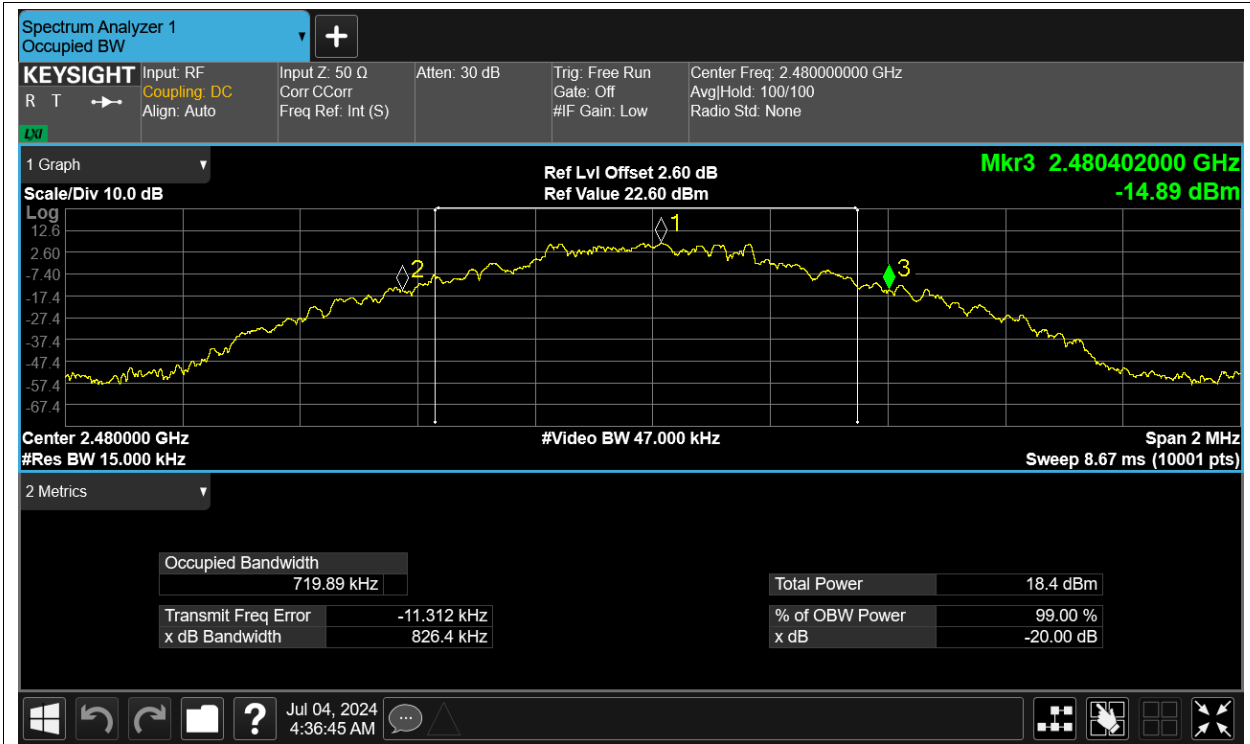 Spectrum Analyzer 1
Occupied BW
KEYSIGHT
R T
LXI
Input: RF
Coupling: DC
Align: Auto
Input Z: 50 Ω
Corr CCorr
Freq Ref: Int (S)
Atten: 30 dB
Trig: Free Run
Gate: Off
#IF Gain: Low
Center Freq: 2.480000000 GHz
Avg|Hold: 100/100
Radio Std: None
1 Graph
Scale/Div 10.0 dB
Ref Lvl Offset 2.60 dB
Ref Value 22.60 dBm
Mkr3 2.480402000 GHz
-14.89 dBm
Log
12.6
2.60
-7.40
-17.4
-27.4
-37.4
-47.4
-57.4
-67.4
1
2
3
Center 2.480000 GHz
#Video BW 47.000 kHz
Span 2 MHz
#Res BW 15.000 kHz
Sweep 8.67 ms (10001 pts)
2 Metrics
Occupied Bandwidth
719.89 kHz
Transmit Freq Error -11.312 kHz
x dB Bandwidth 826.4 kHz
Total Power 18.4 dBm
% of OBW Power 99.00 %
x dB -20.00 dB
?
Jul 04, 2024
4:36:45 AM